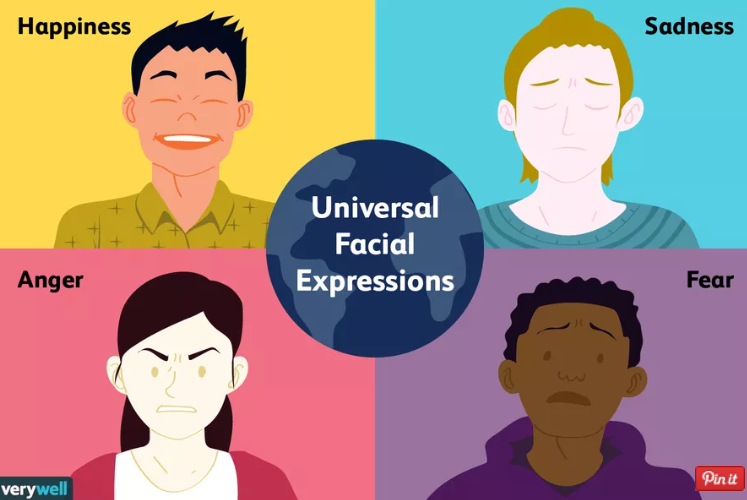 Happiness
Sadness
Universal
Facial
Expressions
Anger
Fear
verywell
Pin it